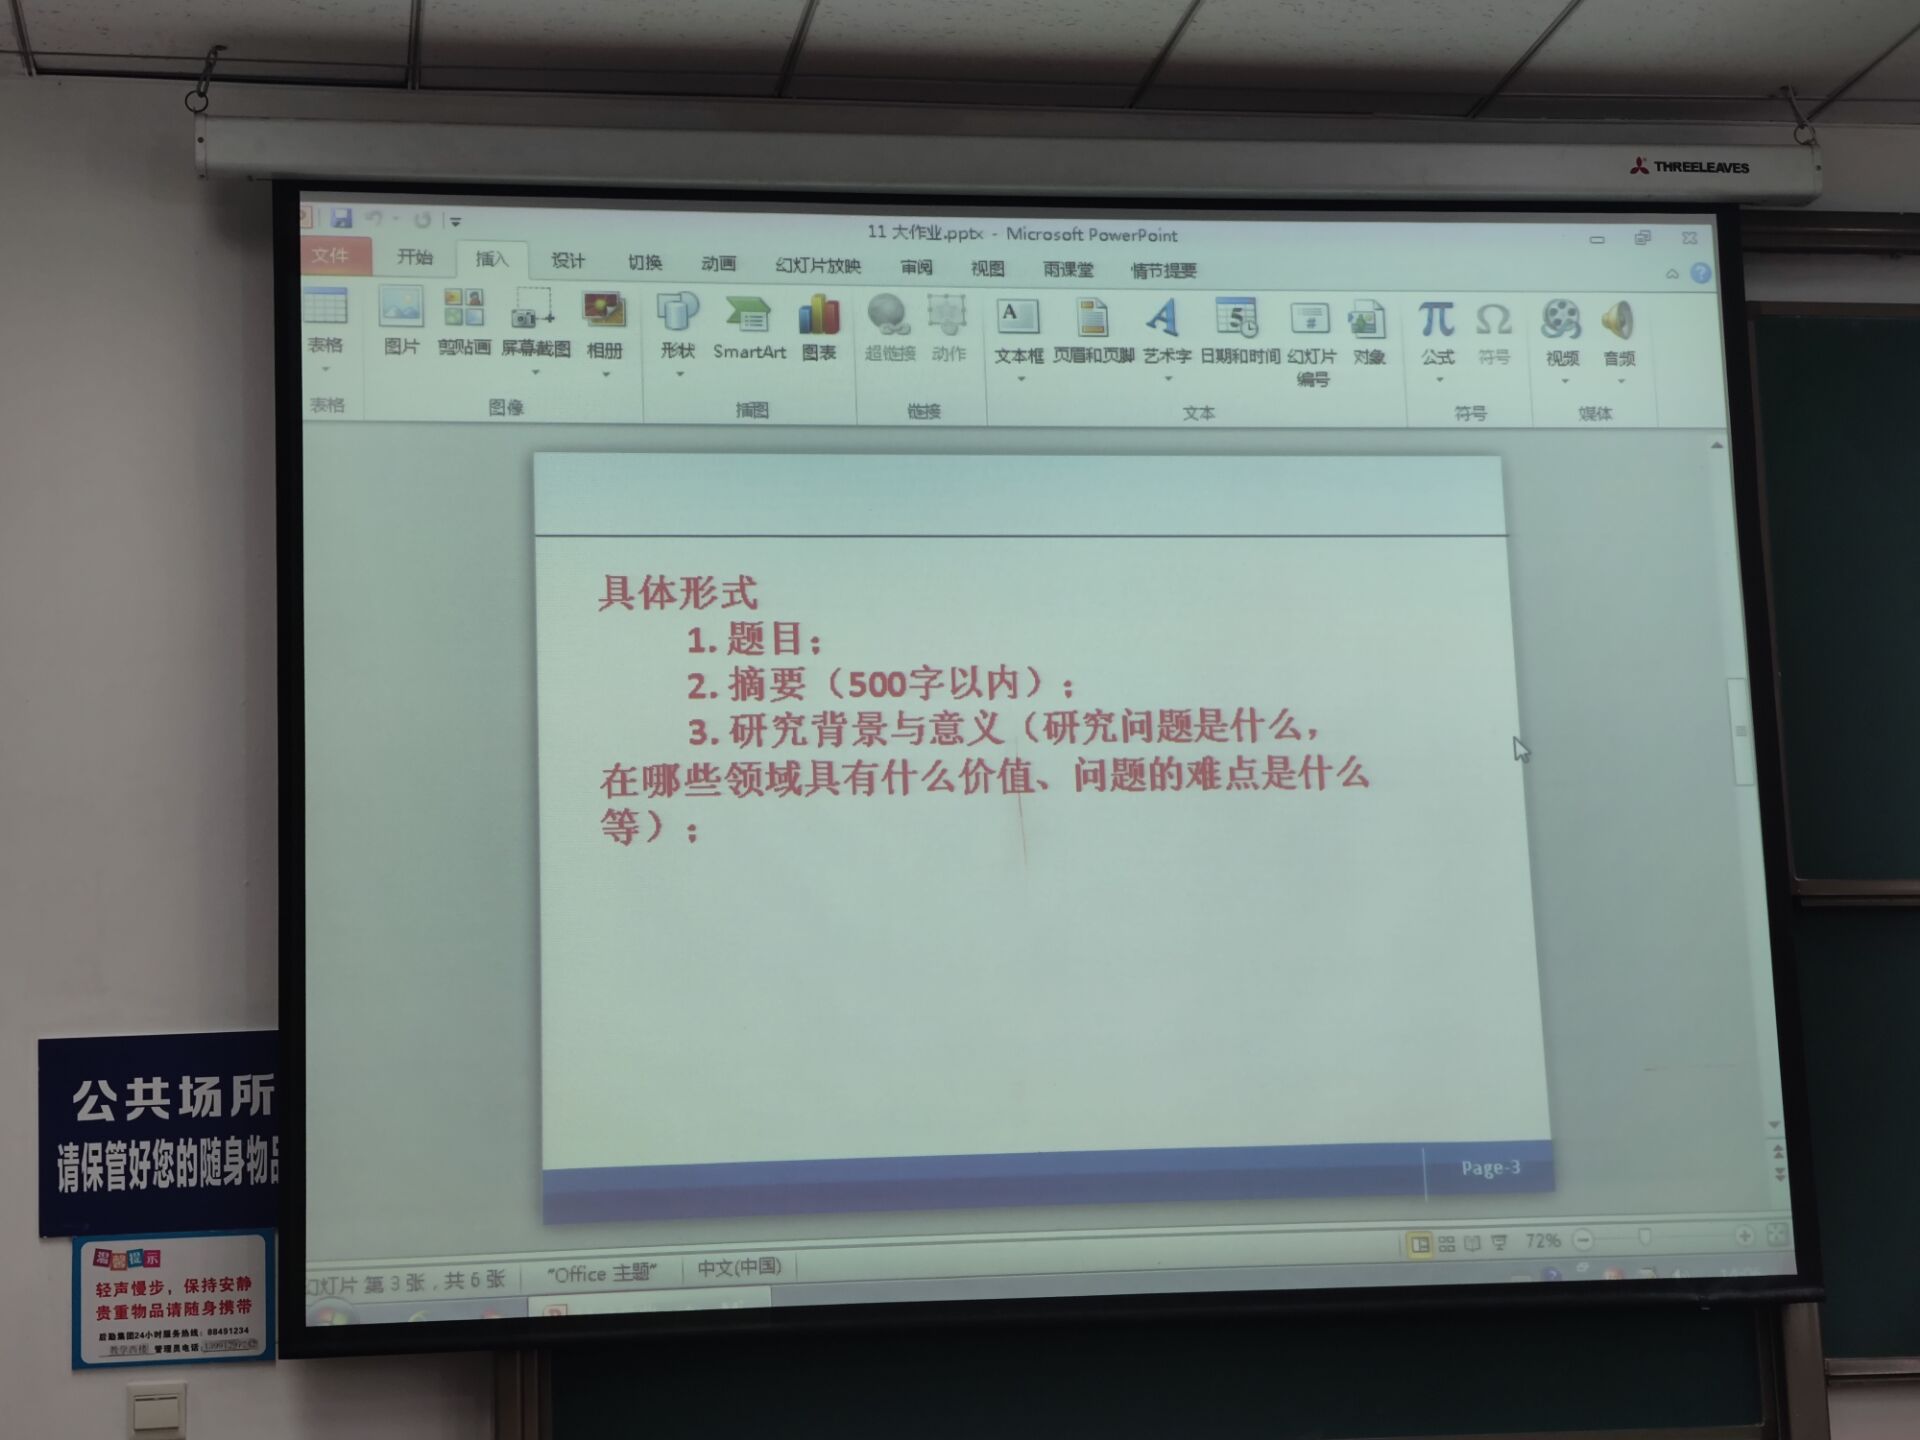 THREELEAVES
11 大作业.pptx - Microsoft PowerPoint
文件 开始 插入 设计 切换 动画 幻灯片放映 审阅 视图 雨课堂 情节提要
表格 图片 剪贴画 屏幕截图 相册 形状 SmartArt 图表 超链接 动作 文本框 页眉和页脚 艺术字 日期和时间 幻灯片 对象 公式 符号 视频 音频
编号
表格 图像 插图 链接 文本 符号 媒体
具体形式
1. 题目；
2. 摘要（500字以内）；
3. 研究背景与意义（研究问题是什么，
在哪些领域具有什么价值、问题的难点是什么
等）；
Page-3
幻灯片 第 3 张，共 6 张 "Office 主题" 中文(中国) 72%
公共场所
请保管好您的随身物品
温馨提示
轻声慢步，保持安静
贵重物品请随身携带
后勤集团24小时服务热线：88491234
教学西楼 管理员电话：